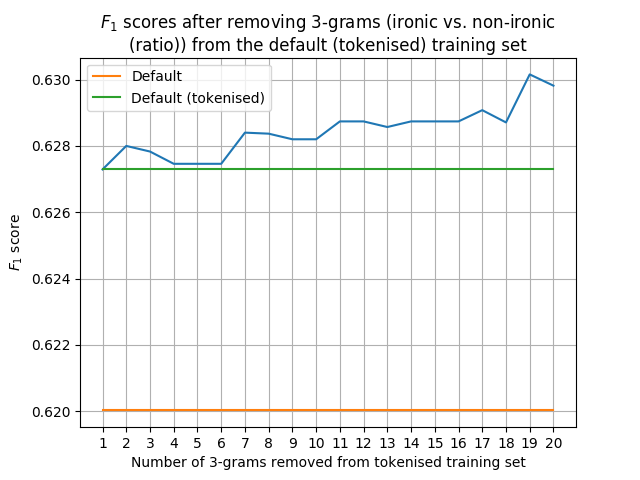 F₁ scores after removing 3-grams (ironic vs. non-ironic
(ratio)) from the default (tokenised) training set
Default
Default (tokenised)
0.630
0.628
0.626
0.624
0.622
0.620
F₁ score
1 2 3 4 5 6 7 8 9 10 11 12 13 14 15 16 17 18 19 20
Number of 3-grams removed from tokenised training set